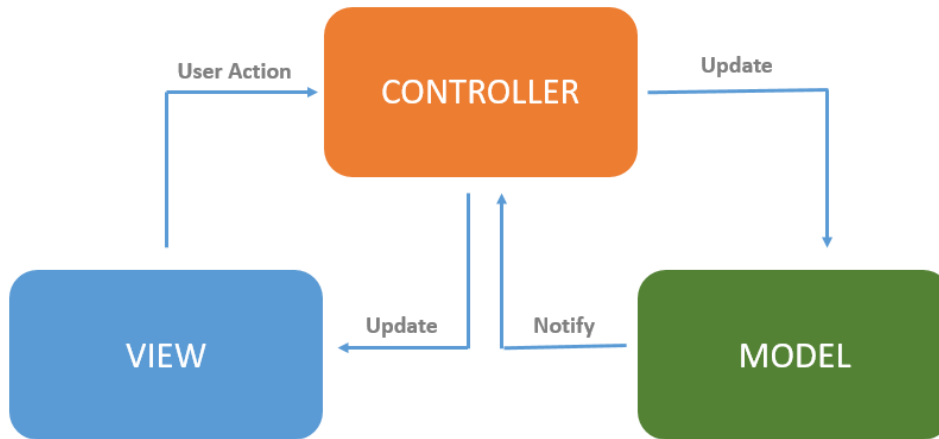 User Action
CONTROLLER
Update
Update
Notify
VIEW
MODEL